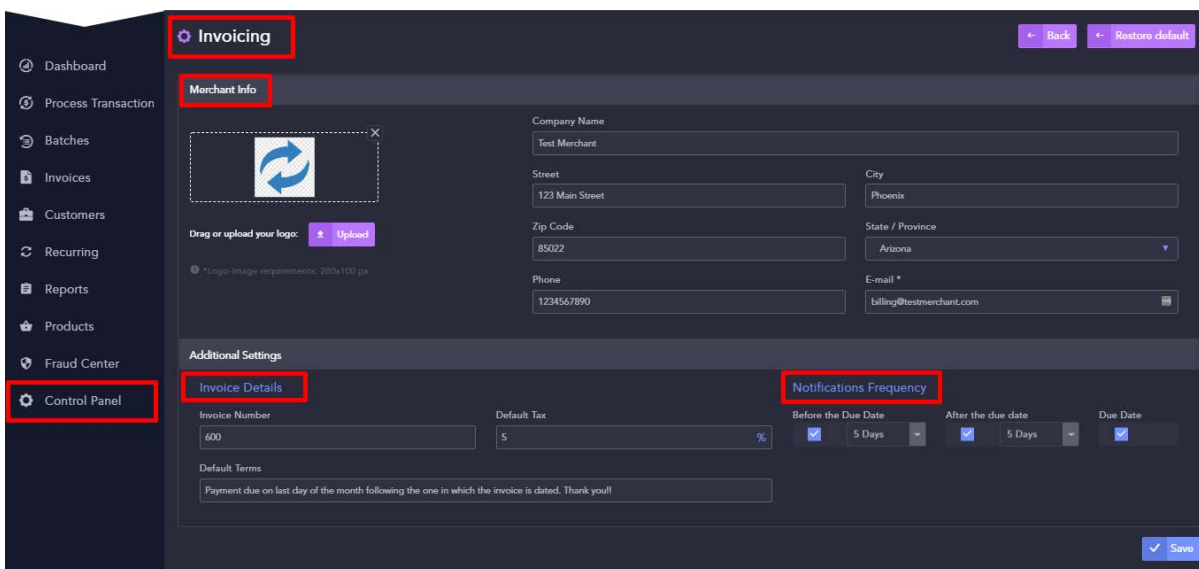 Invoicing
Back
Restore default
Dashboard
Process Transaction
Batches
Invoices
Customers
Recurring
Reports
Products
Fraud Center
Control Panel
Merchant Info
Drag or upload your logo:
Upload
*Logo-image requirements: 280x100 px
Company Name
Test Merchant
Street
City
123 Main Street
Phoenix
Zip Code
State / Province
85022
Arizona
Phone
E-mail *
1234567890
billing@testmerchant.com
Additional Settings
Invoice Details
Invoice Number
Default Tax
600
5
%
Default Terms
Payment due on last day of the month following the one in which the invoice is dated. Thank you!!
Notifications Frequency
Before the Due Date
After the due date
Due Date
5 Days
5 Days
Save